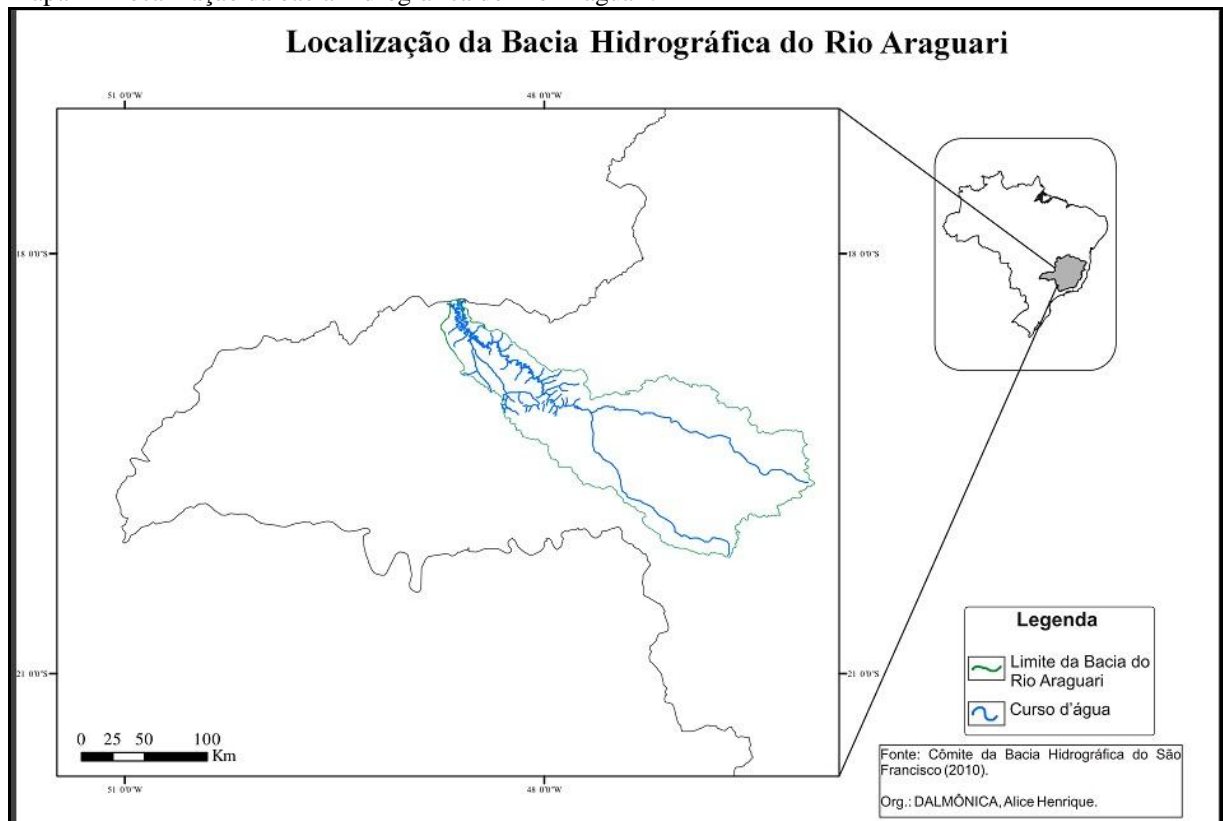 Localização da Bacia Hidrográfica do Rio Araguari
51 0'0"W
48 0'0"W
18 0'0"S
18 0'0"S
21 0'0"S
21 0'0"S
0 25 50 100
Km
51 0'0"W
48 0'0"W
Legenda
Limite da Bacia do
Rio Araguari
Curso d'água
Fonte: Cômite da Bacia Hidrográfica do São
Francisco (2010).
Org.: DALMÔNICA, Alice Henrique.